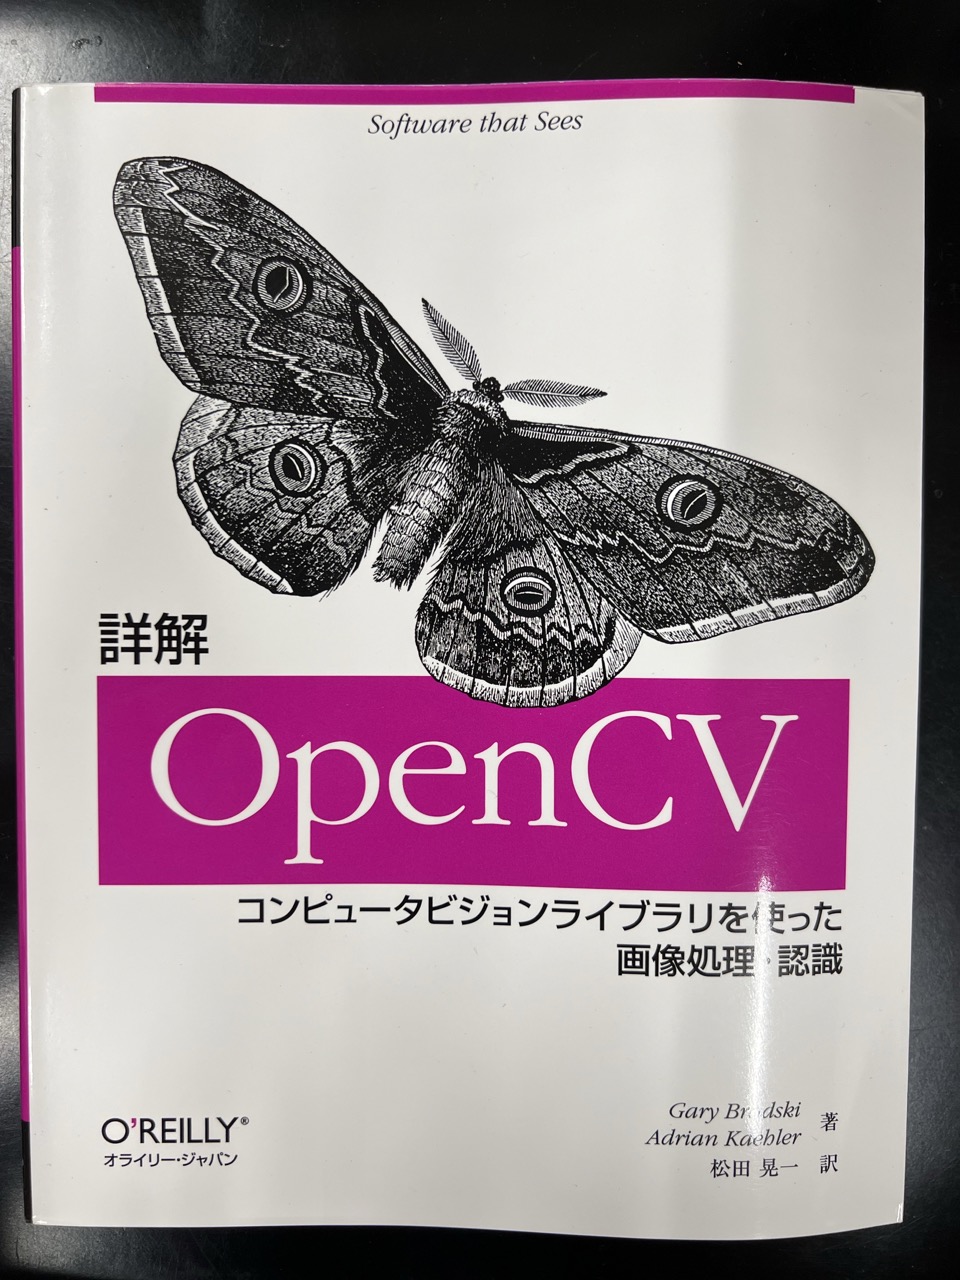 Software that Sees
詳解
OpenCV
コンピュータビジョンライブラリを使った
画像処理・認識
Gary Bradski
Adrian Kaehler
著
松田 晃一 訳
O'REILLY®
オライリー・ジャパン